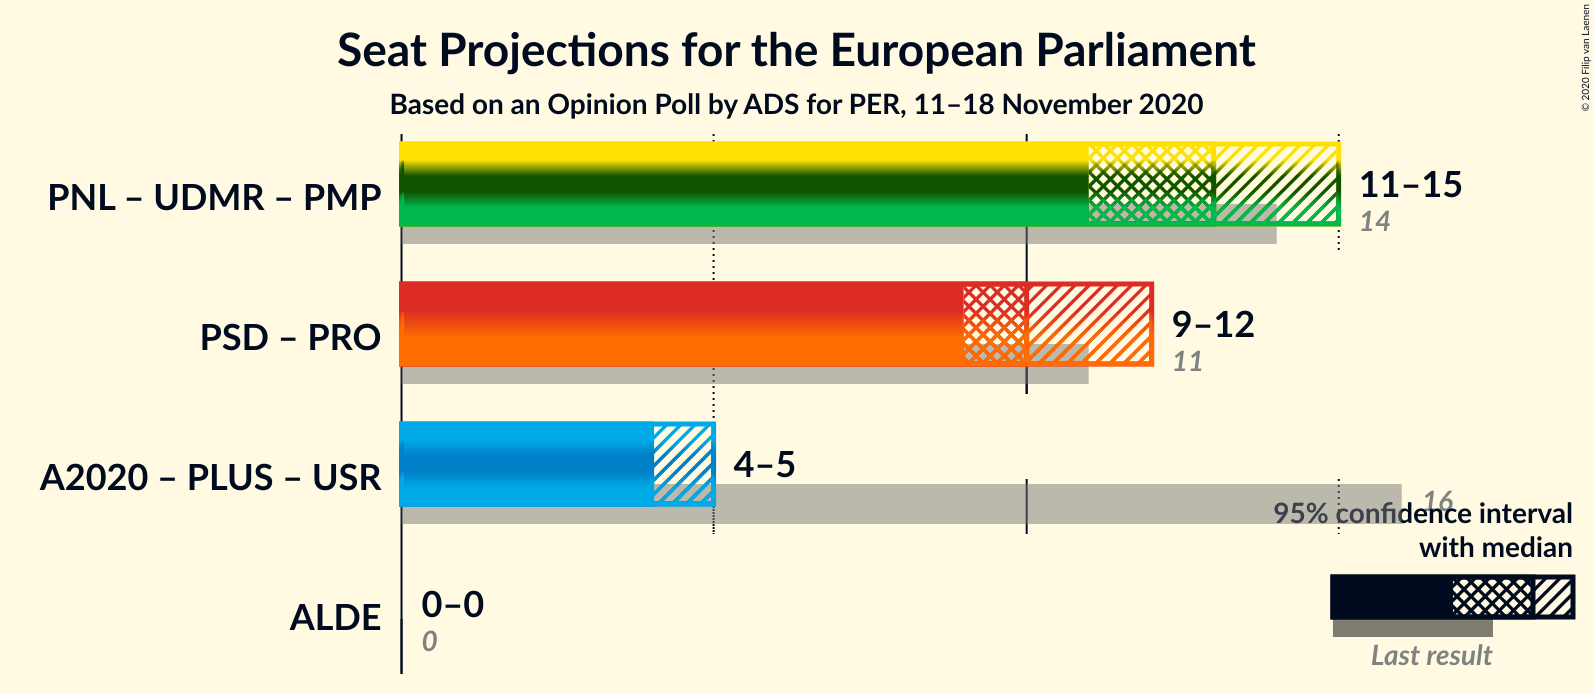 Seat Projections for the European Parliament
Based on an Opinion Poll by ADS for PER, 11–18 November 2020
© 2020 Filip van Laenen
PNL – UDMR – PMP
11–15
14
PSD – PRO
9–12
11
A2020 – PLUS – USR
4–5
16
95% confidence interval
with median
Last result
ALDE
0–0
0